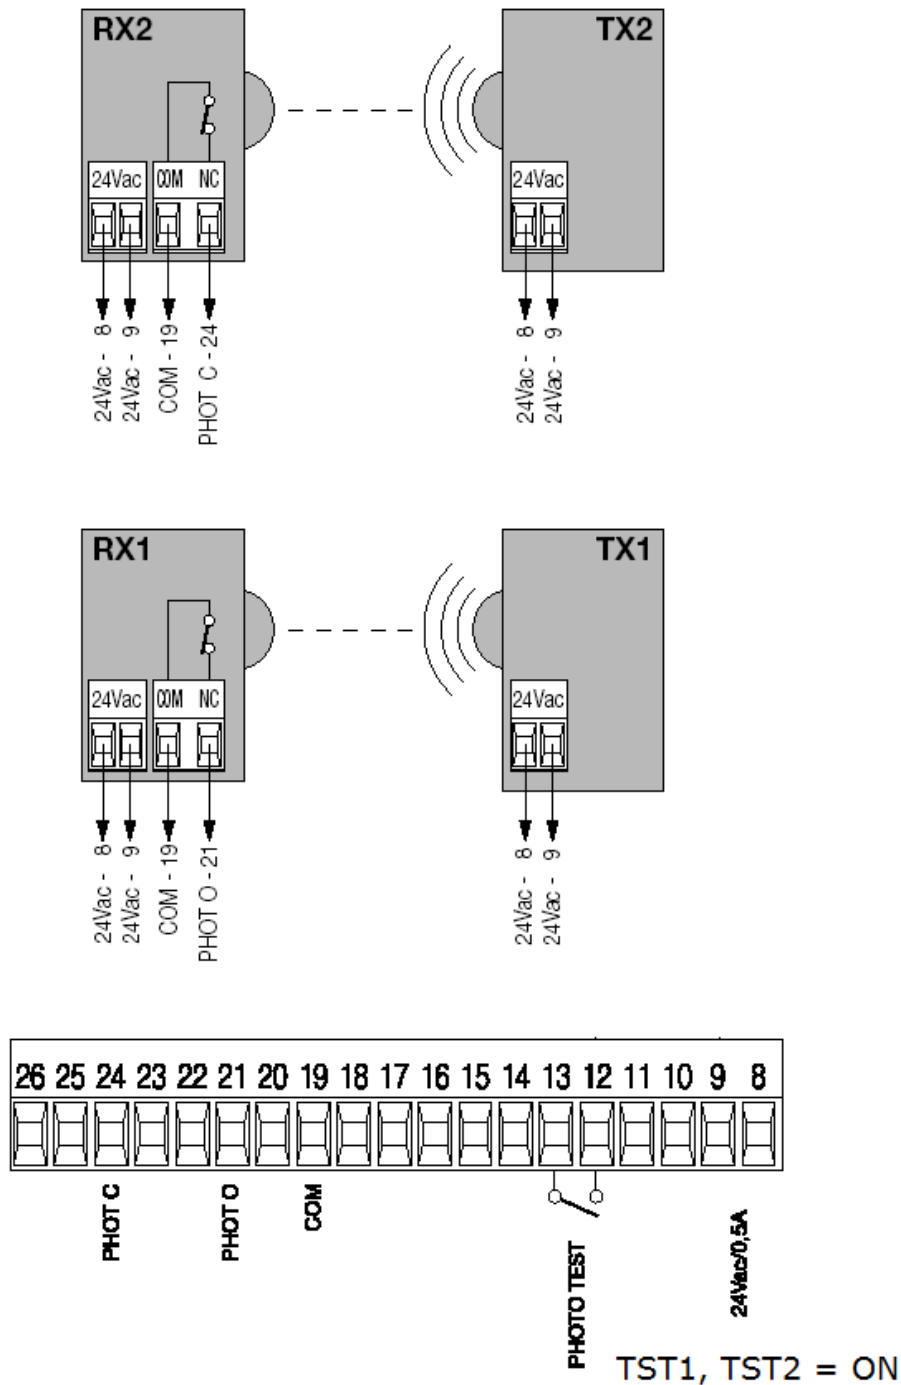 RX2
TX2
24Vac COM NC
24Vac
24Vac - 8
24Vac - 9
COM - 19
PHOT C - 24
24Vac - 8
24Vac - 9
RX1
TX1
24Vac COM NC
24Vac
24Vac - 8
24Vac - 9
COM - 19
PHOT O - 21
24Vac - 8
24Vac - 9
26 25 24 23 22 21 20 19 18 17 16 15 14 13 12 11 10 9 8
PHOT C
PHOT O
COM
PHOTO TEST
24Vac/0,5A
TST1, TST2 = ON